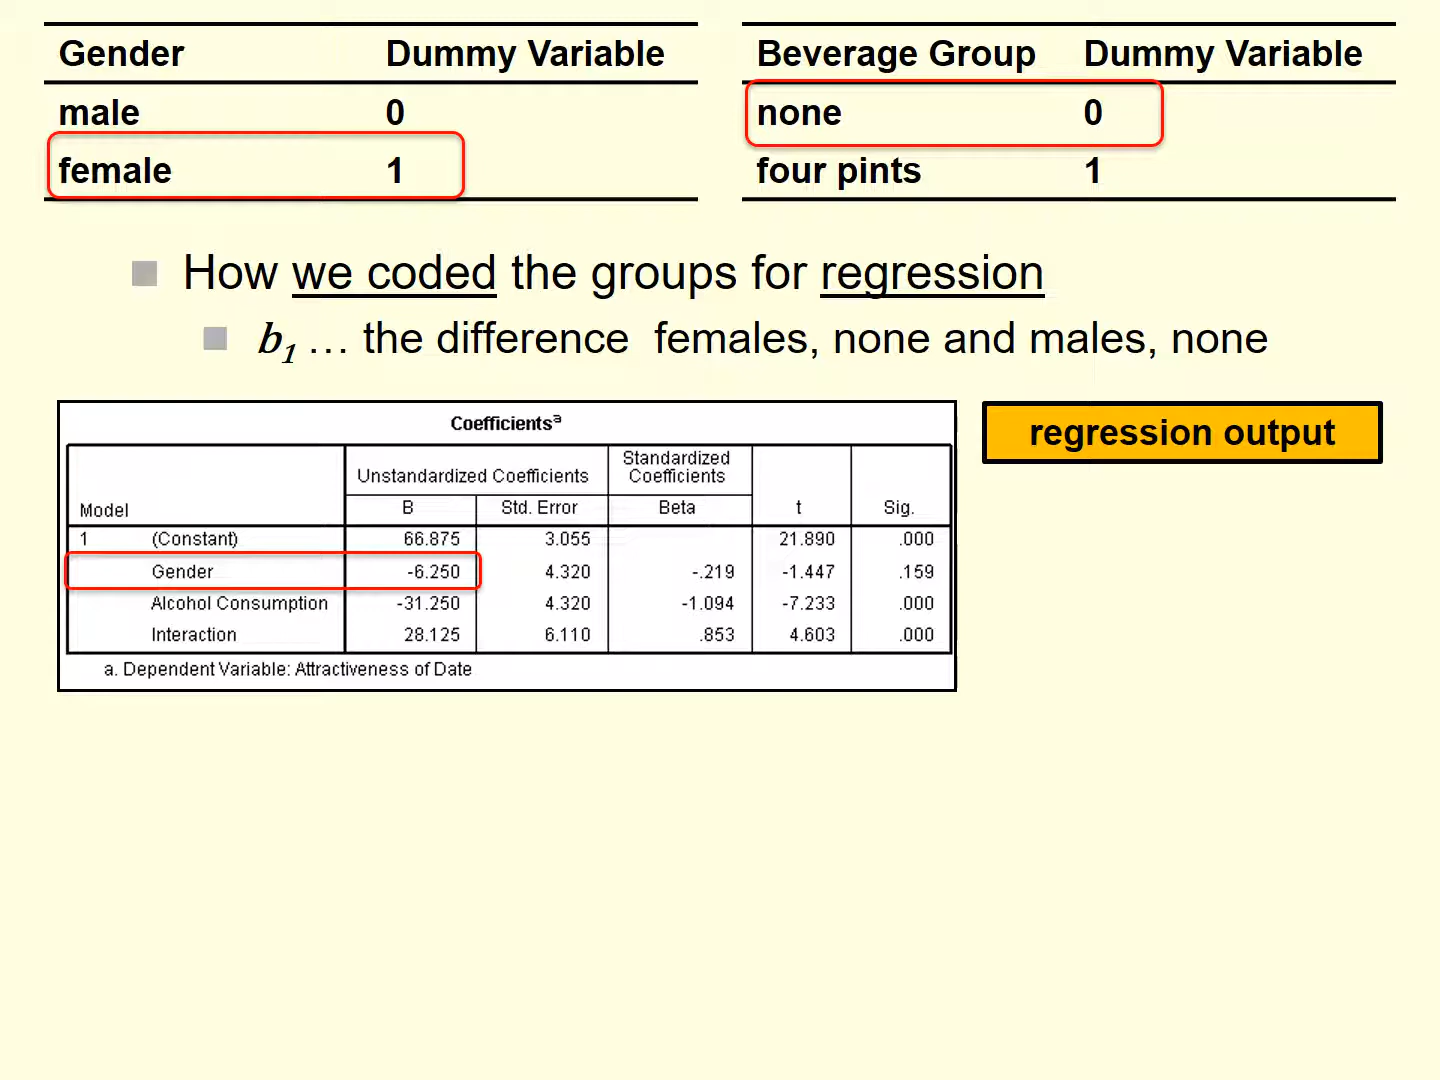 Gender Dummy Variable
male 0
female 1
Beverage Group Dummy Variable
none 0
four pints 1
How we coded the groups for regression
b1 … the difference females, none and males, none
regression output
Coefficientsa
Model Unstandardized Coefficients Standardized Coefficients t Sig.
B Std. Error Beta
1 (Constant) 66.875 3.055 21.890 .000
Gender -6.250 4.320 -.219 -1.447 .159
Alcohol Consumption -31.250 4.320 -1.094 -7.233 .000
Interaction 28.125 6.110 .853 4.603 .000
a. Dependent Variable: Attractiveness of Date